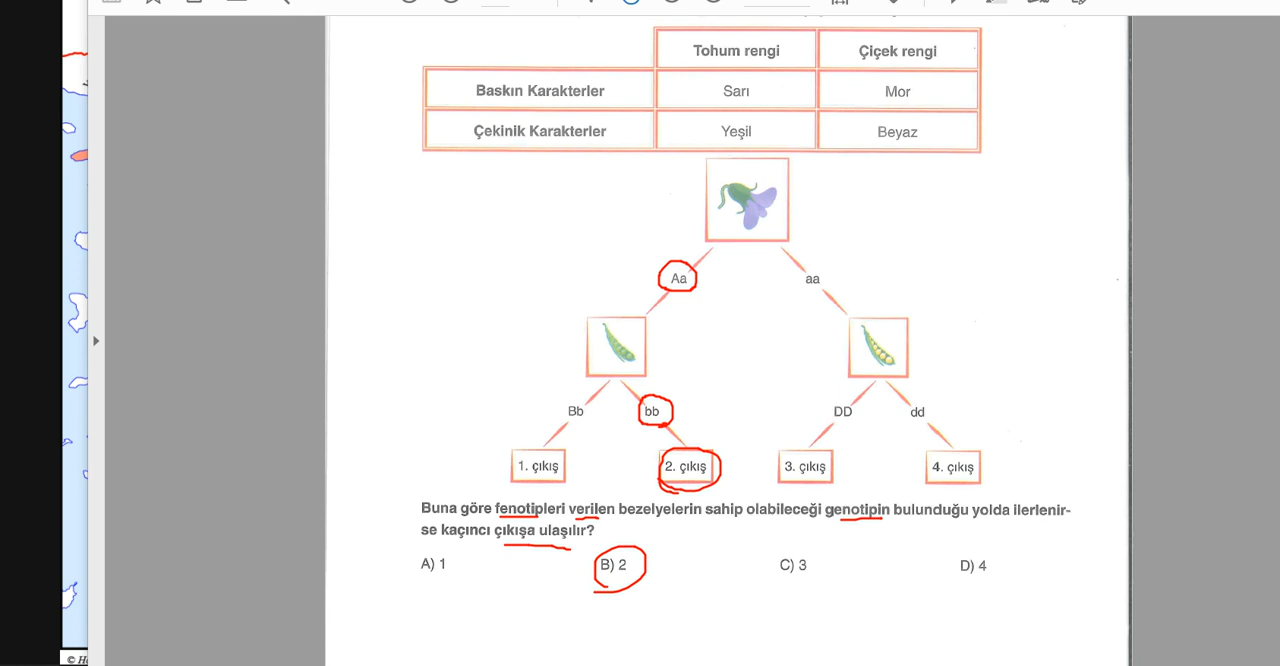 Tohum rengi Çiçek rengi
Baskın Karakterler Sarı Mor
Çekinik Karakterler Yeşil Beyaz
Aa aa
Bb bb DD dd
1. çıkış 2. çıkış 3. çıkış 4. çıkış
Buna göre fenotipleri verilen bezelyelerin sahip olabileceği genotipin bulunduğu yolda ilerlenir-
se kaçıncı çıkışa ulaşılır?
A) 1 B) 2 C) 3 D) 4